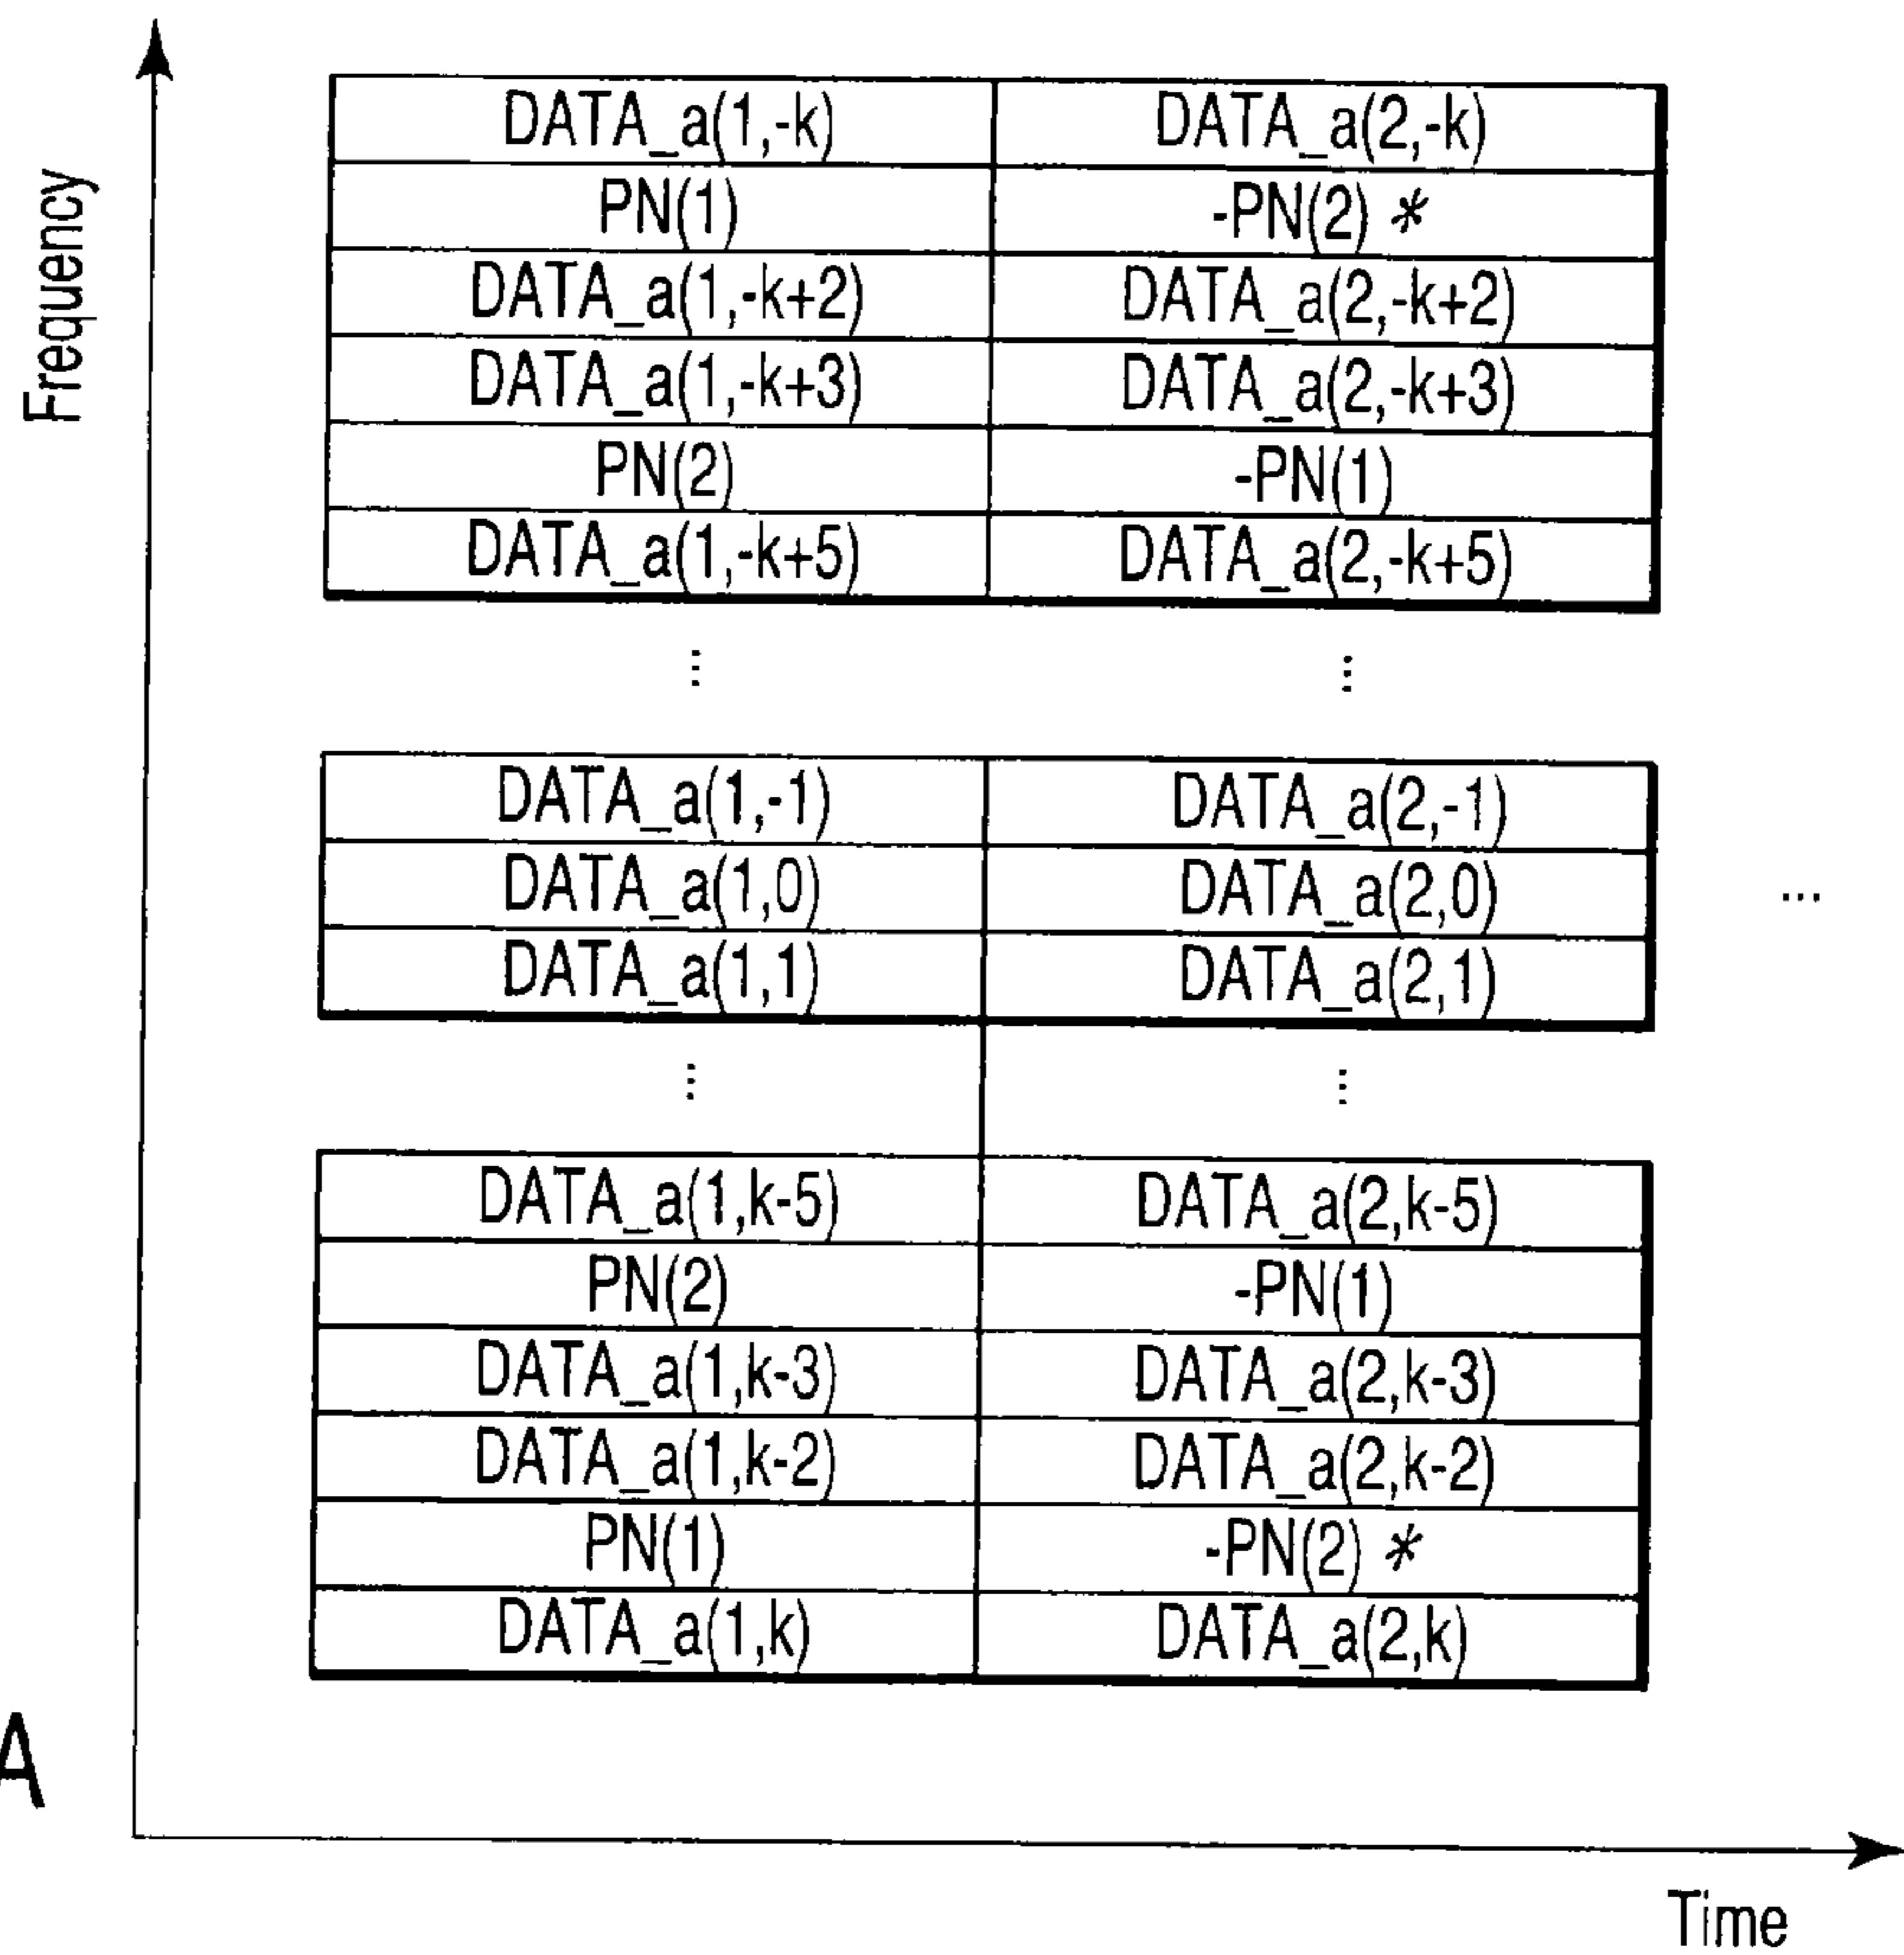 Frequency
DATA_a(1,-k) DATA_a(2,-k)
PN(1) -PN(2) *
DATA_a(1,-k+2) DATA_a(2,-k+2)
DATA_a(1,-k+3) DATA_a(2,-k+3)
PN(2) -PN(1)
DATA_a(1,-k+5) DATA_a(2,-k+5)
⋮ ⋮
DATA_a(1,-1) DATA_a(2,-1)
DATA_a(1,0) DATA_a(2,0) ...
DATA_a(1,1) DATA_a(2,1)
⋮ ⋮
DATA_a(1,k-5) DATA_a(2,k-5)
PN(2) -PN(1)
DATA_a(1,k-3) DATA_a(2,k-3)
DATA_a(1,k-2) DATA_a(2,k-2)
PN(1) -PN(2) *
DATA_a(1,k) DATA_a(2,k)
A
Time